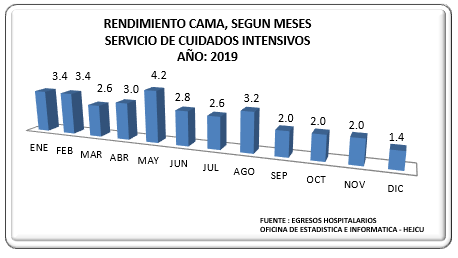 RENDIMIENTO CAMA, SEGUN MESES
SERVICIO DE CUIDADOS INTENSIVOS
AÑO: 2019
3.4 3.4 2.6 3.0 4.2 2.8 2.6 3.2 2.0 2.0 2.0 1.4
ENE FEB MAR ABR MAY JUN JUL AGO SEP OCT NOV DIC
FUENTE : EGRESOS HOSPITALARIOS
OFICINA DE ESTADISTICA E INFORMATICA - HEJCU